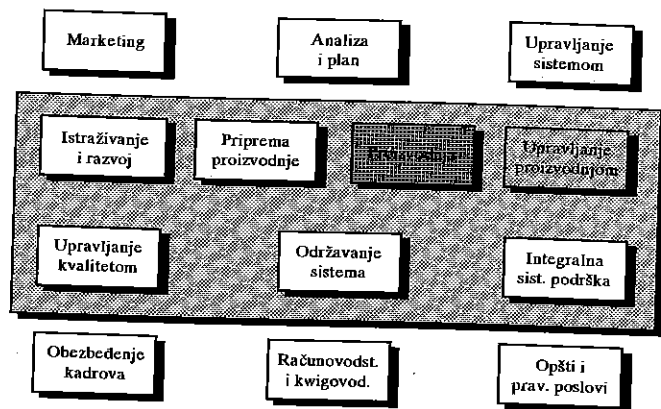 Marketing
Analiza
i plan
Upravljanje
sistemom
Istraživanje
i razvoj
Priprema
proizvodnje
Proizvodnja
Upravljanje
proizvodnjom
Upravljanje
kvalitetom
Održavanje
sistema
Integralna
sist. podrška
Obezbeđenje
kadrova
Računovodst.
i kwigovod.
Opšti i
prav. poslovi